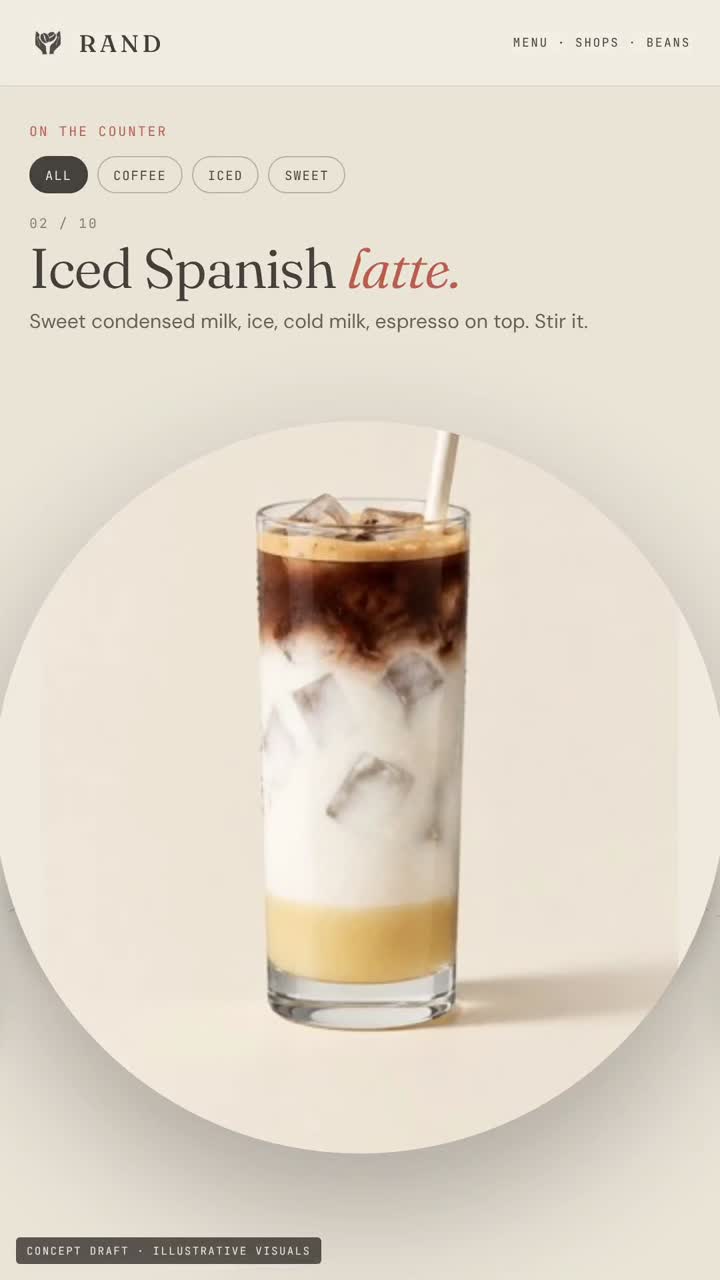 RAND
MENU · SHOPS · BEANS
ON THE COUNTER
ALL
COFFEE
ICED
SWEET
02 / 10
Iced Spanish latte.
Sweet condensed milk, ice, cold milk, espresso on top. Stir it.
CONCEPT DRAFT · ILLUSTRATIVE VISUALS